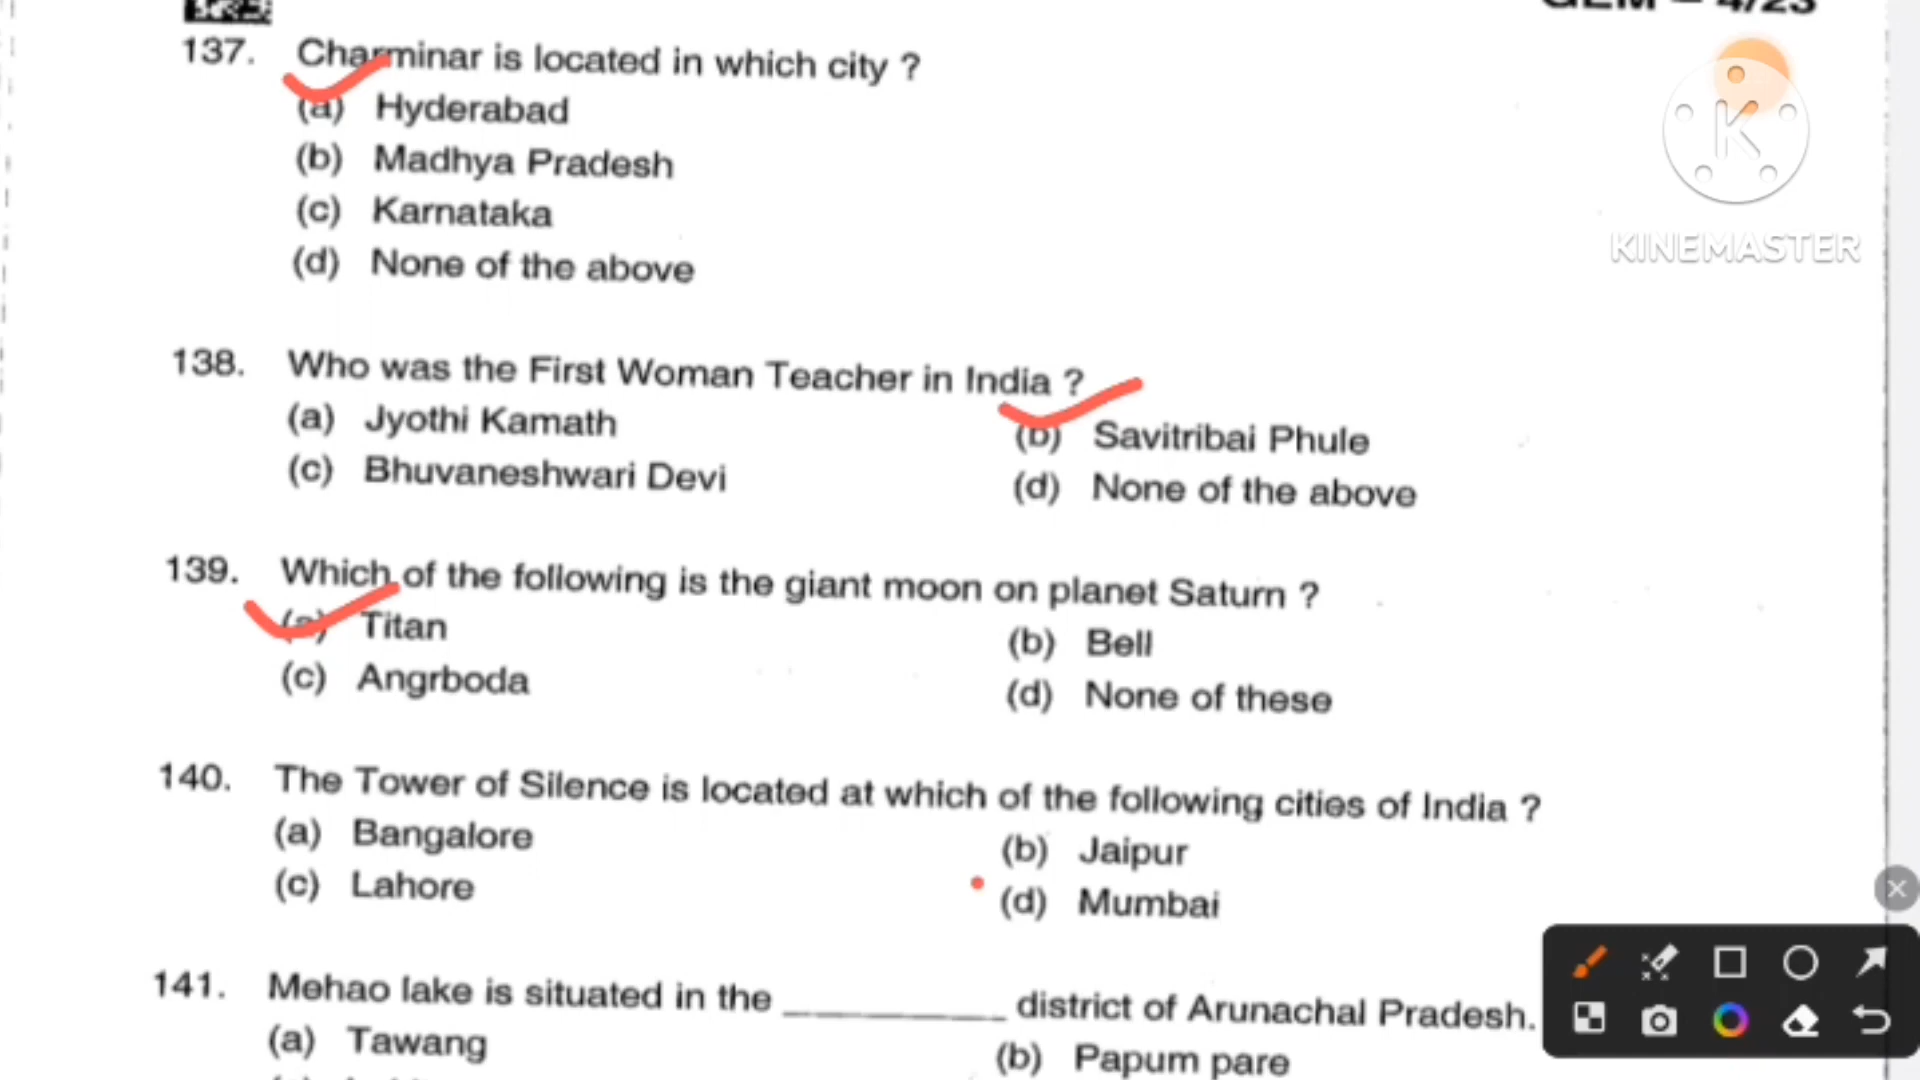 GEM – 4/23
137. Charminar is located in which city ?
(a) Hyderabad
(b) Madhya Pradesh
(c) Karnataka
(d) None of the above
KINEMASTER
138. Who was the First Woman Teacher in India ?
(a) Jyothi Kamath (b) Savitribai Phule
(c) Bhuvaneshwari Devi (d) None of the above
139. Which of the following is the giant moon on planet Saturn ?
(a) Titan (b) Bell
(c) Angrboda (d) None of these
140. The Tower of Silence is located at which of the following cities of India ?
(a) Bangalore (b) Jaipur
(c) Lahore (d) Mumbai
141. Mehao lake is situated in the __________ district of Arunachal Pradesh.
(a) Tawang (b) Papum pare